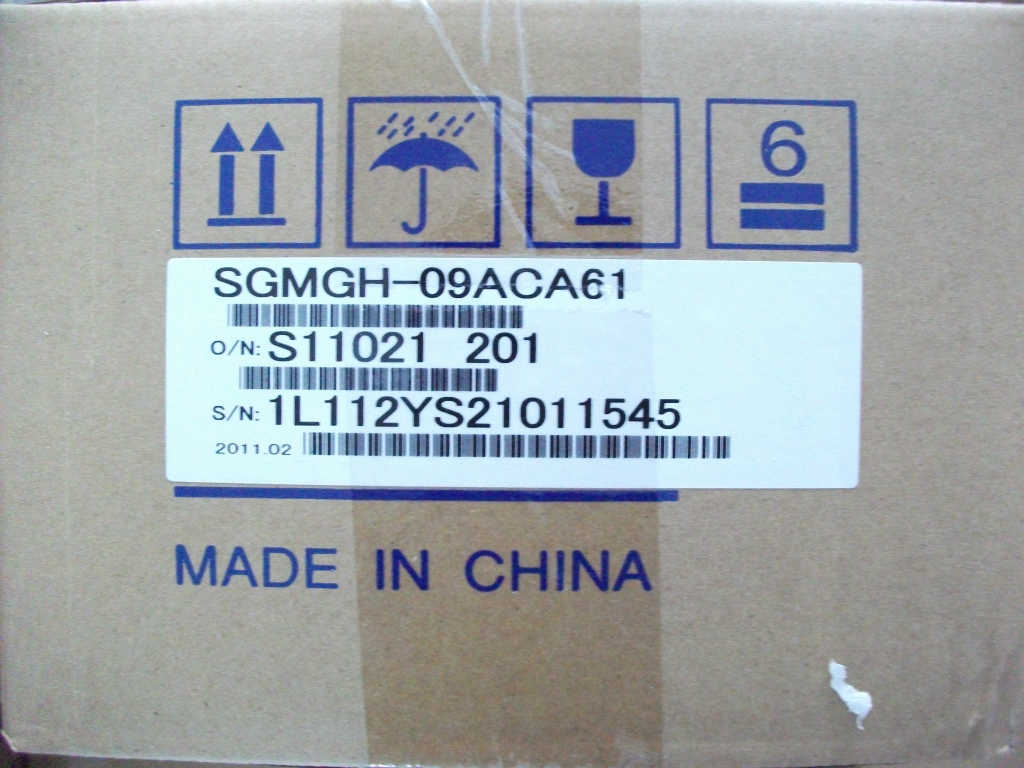 6
SGMGH-09ACA61
O/N: S11021 201
S/N: 1L112YS21011545
2011.02
MADE IN CHINA